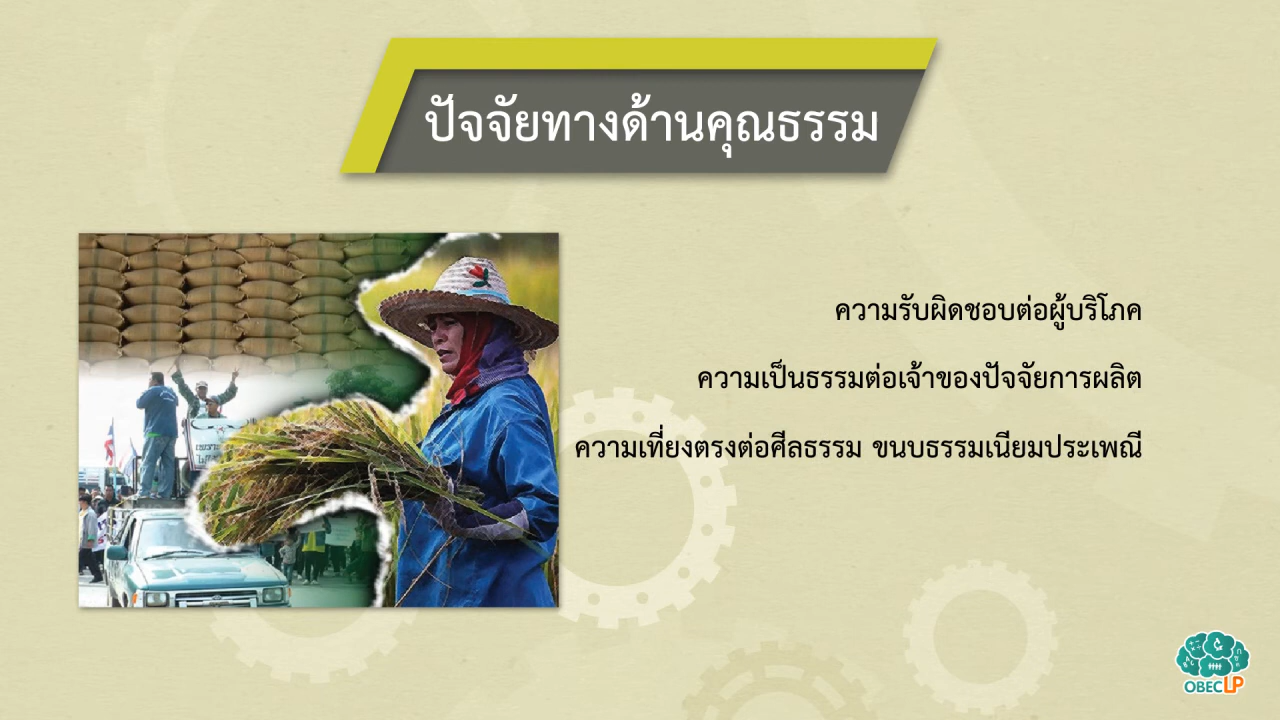 ปัจจัยทางด้านคุณธรรม
ความรับผิดชอบต่อผู้บริโภค
ความเป็นธรรมต่อเจ้าของปัจจัยการผลิต
ความเที่ยงตรงต่อศีลธรรม ขนบธรรมเนียมประเพณี
OBECLP